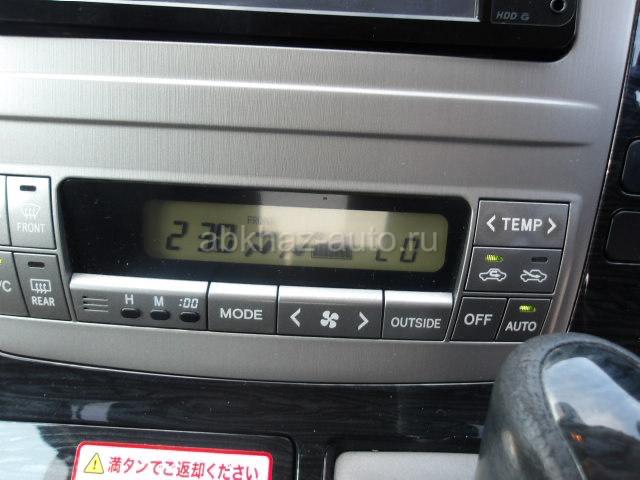 HDD
FRONT
TEMP
FRONT
REAR
H M :00
MODE
OUTSIDE
OFF
AUTO
abkhaz-auto.ru
満タンでご返却ください